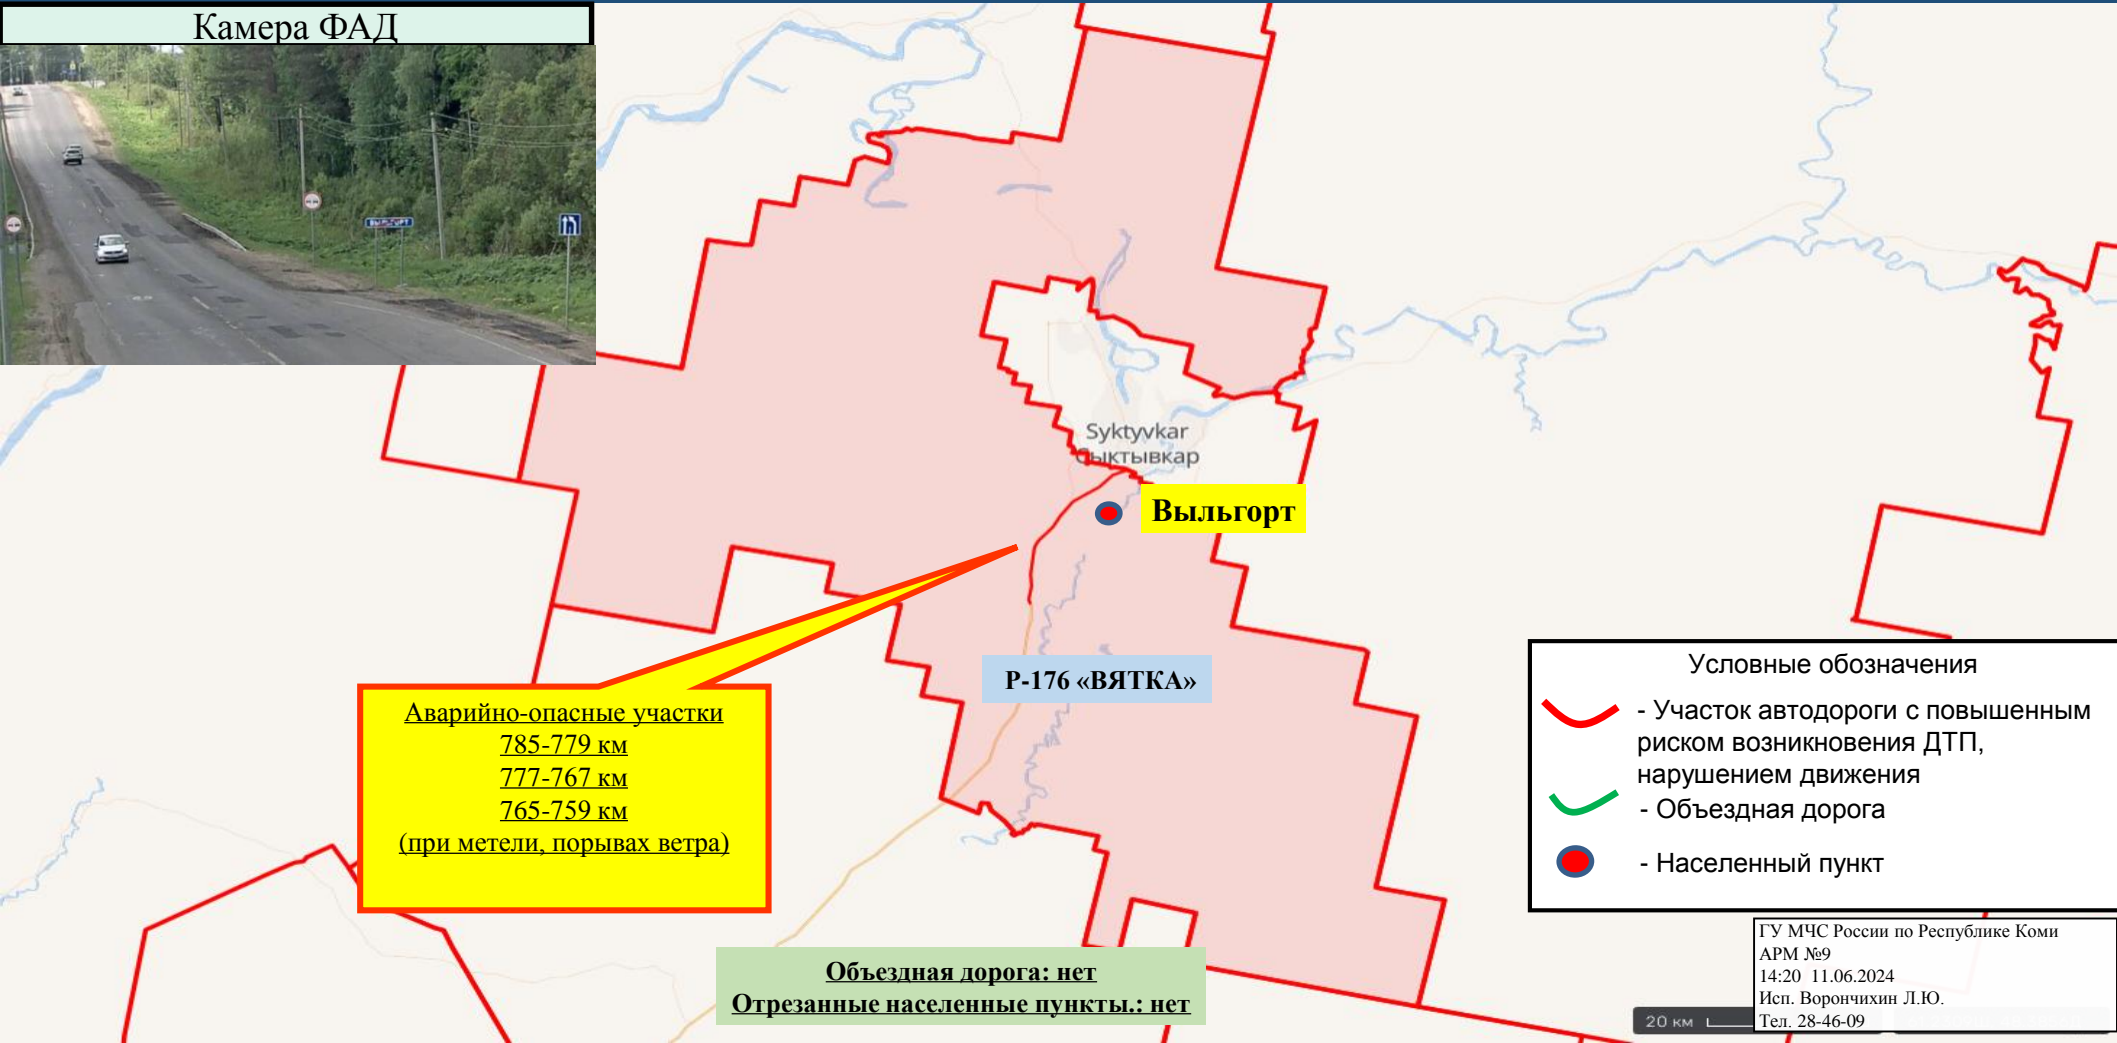 Камера ФАД
ВЫЛЬГОРТ
Syktyvkar
Сыктывкар
Выльгорт
Р-176 «ВЯТКА»
Аварийно-опасные участки
785-779 км
777-767 км
765-759 км
(при метели, порывах ветра)
Условные обозначения
- Участок автодороги с повышенным
риском возникновения ДТП,
нарушением движения
- Объездная дорога
- Населенный пункт
Объездная дорога: нет
Отрезанные населенные пункты.: нет
ГУ МЧС России по Республике Коми
АРМ №9
14:20 11.06.2024
Исп. Ворончихин Л.Ю.
Тел. 28-46-09
20 км